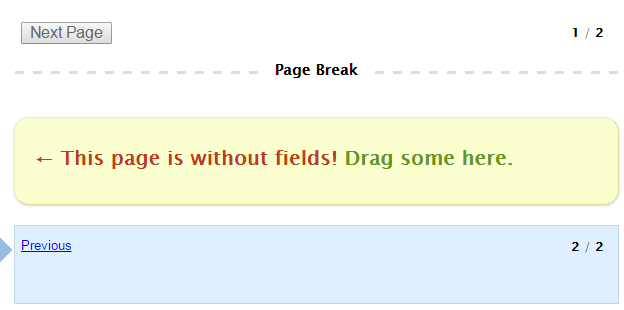 Next Page 1 / 2
Page Break
← This page is without fields! Drag some here.
Previous 2 / 2